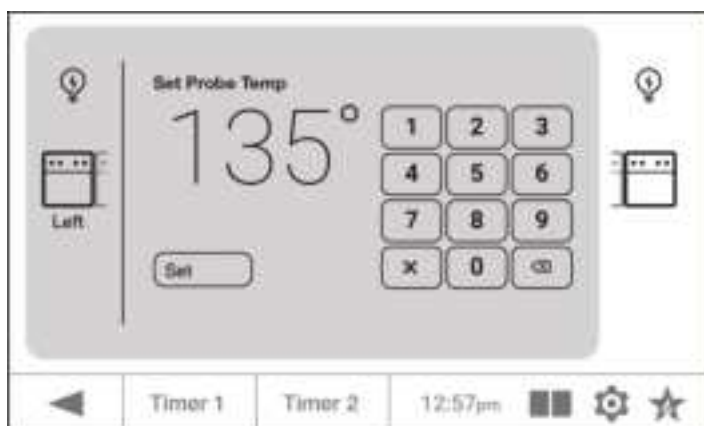 Set Probe Temp
135°
1 2 3
4 5 6
7 8 9
× 0
Left
Set
Timer 1 Timer 2 12:57pm